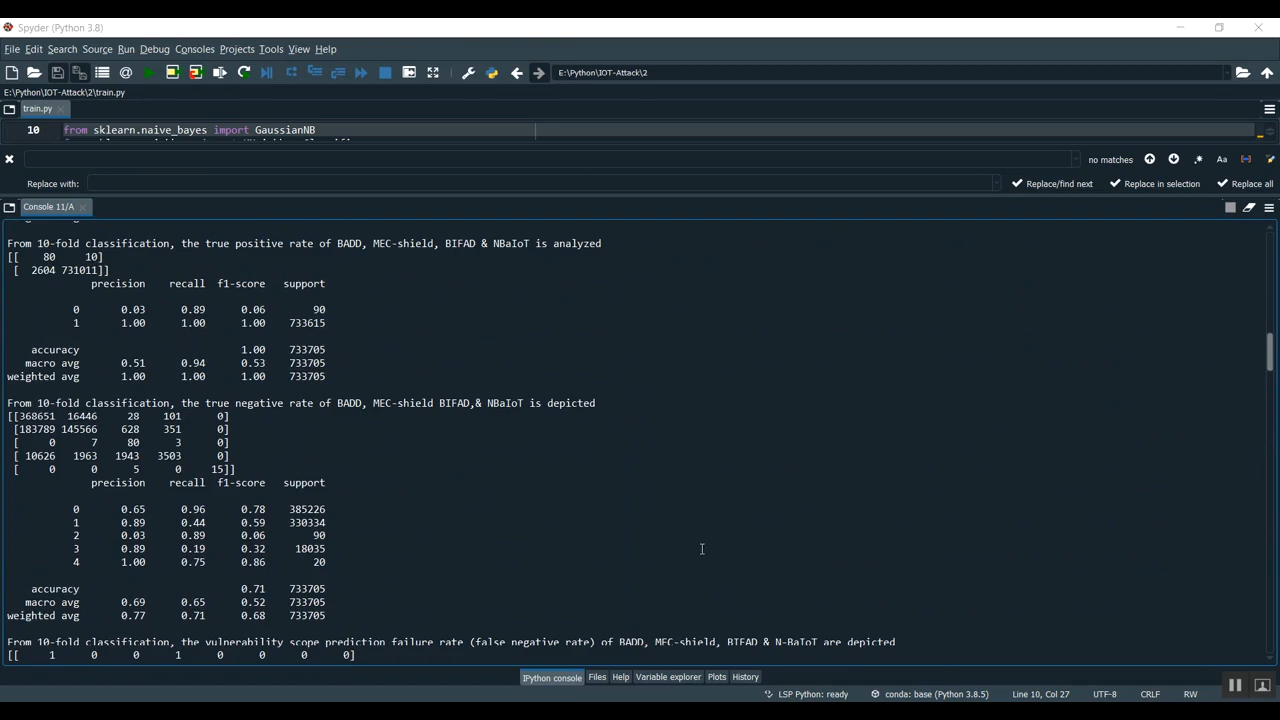 Spyder (Python 3.8)
File Edit Search Source Run Debug Consoles Projects Tools View Help
E:\Python\IOT-Attack\2
E:\Python\IOT-Attack\2\train.py
train.py
10 from sklearn.naive_bayes import GaussianNB
no matches Aa
Replace with: Replace/find next Replace in selection Replace all
Console 11/A
From 10-fold classification, the true positive rate of BADD, MEC-shield, BIFAD & NBaIoT is analyzed
[[ 80 10]
[ 2604 731011]]
precision recall f1-score support
0 0.03 0.89 0.06 90
1 1.00 1.00 1.00 733615
accuracy 1.00 733705
macro avg 0.51 0.94 0.53 733705
weighted avg 1.00 1.00 1.00 733705
From 10-fold classification, the true negative rate of BADD, MEC-shield BIFAD,& NBaIoT is depicted
[[368651 16446 28 101 0]
[183789 145566 628 351 0]
[ 0 7 80 3 0]
[ 10626 1963 1943 3503 0]
[ 0 0 5 0 15]]
precision recall f1-score support
0 0.65 0.96 0.78 385226
1 0.89 0.44 0.59 330334
2 0.03 0.89 0.06 90
3 0.89 0.19 0.32 18035
4 1.00 0.75 0.86 20
accuracy 0.71 733705
macro avg 0.69 0.65 0.52 733705
weighted avg 0.77 0.71 0.68 733705
From 10-fold classification, the vulnerability scope prediction failure rate (false negative rate) of BADD, MEC-shield, BIFAD & N-BaIoT are depicted
[[ 1 0 0 1 0 0 0 0]
IPython console Files Help Variable explorer Plots History
LSP Python: ready conda: base (Python 3.8.5) Line 10, Col 27 UTF-8 CRLF RW